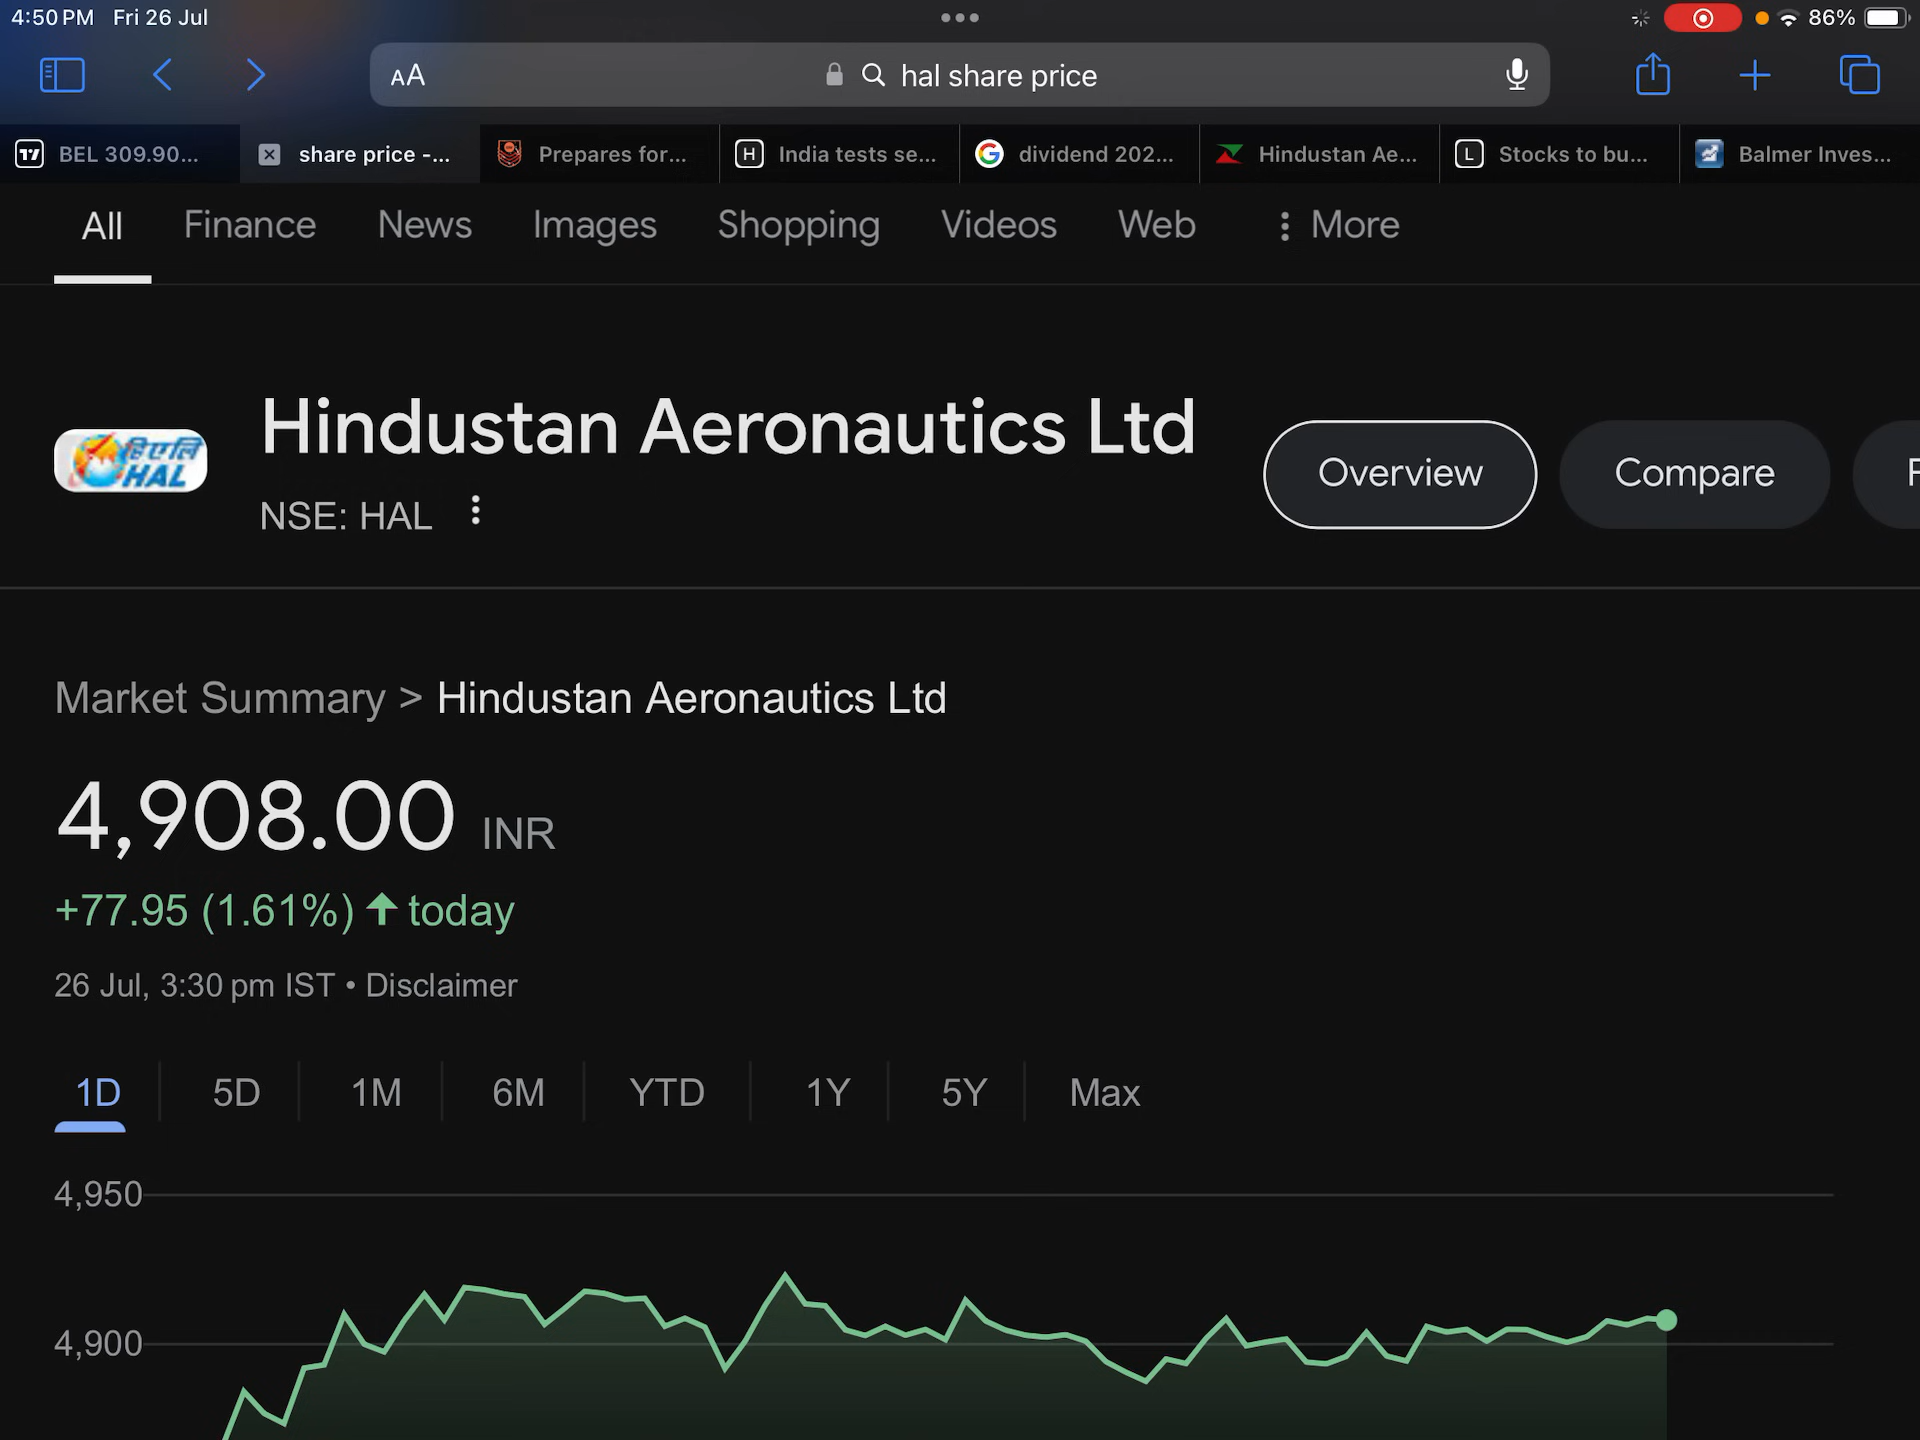 4:50 PM Fri 26 Jul
86%
AA
hal share price
BEL 309.90...
share price -...
Prepares for...
H India tests se...
dividend 202...
Hindustan Ae...
L Stocks to bu...
Balmer Inves...
All Finance News Images Shopping Videos Web More
Hindustan Aeronautics Ltd
NSE: HAL
Overview Compare F
HAL
Market Summary > Hindustan Aeronautics Ltd
4,908.00 INR
+77.95 (1.61%) ↑ today
26 Jul, 3:30 pm IST • Disclaimer
1D 5D 1M 6M YTD 1Y 5Y Max
4,950
4,900